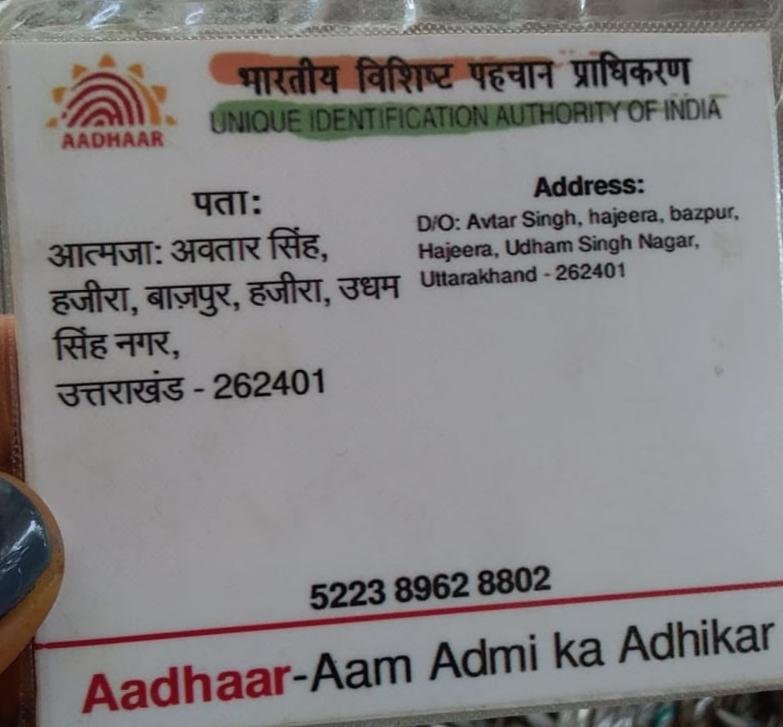 AADHAAR
भारतीय विशिष्ट पहचान प्राधिकरण
UNIQUE IDENTIFICATION AUTHORITY OF INDIA
पता:
आत्मजा: अवतार सिंह,
हजीरा, बाज़पुर, हजीरा, उधम
सिंह नगर,
उत्तराखंड - 262401
Address:
D/O: Avtar Singh, hajeera, bazpur,
Hajeera, Udham Singh Nagar,
Uttarakhand - 262401
5223 8962 8802
Aadhaar-Aam Admi ka Adhikar